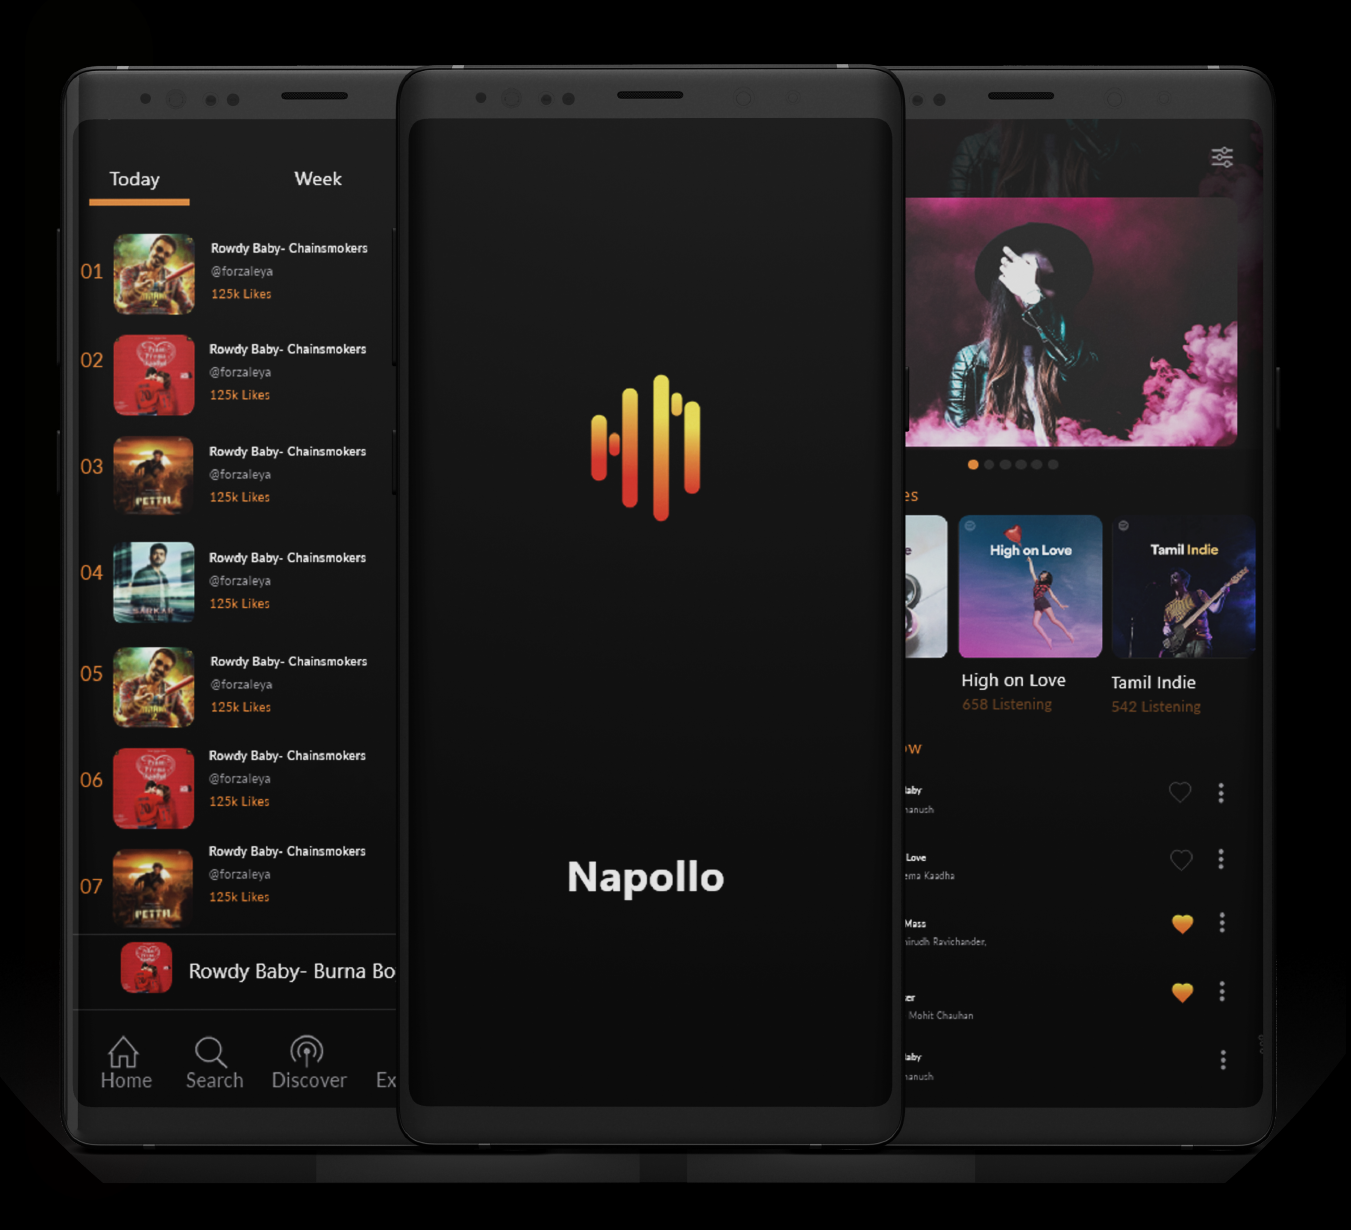 Today
Week
01
Rowdy Baby- Chainsmokers
@forzaleya
125k Likes
02
Rowdy Baby- Chainsmokers
@forzaleya
125k Likes
03
PETTA
Rowdy Baby- Chainsmokers
@forzaleya
125k Likes
04
SARKAR
Rowdy Baby- Chainsmokers
@forzaleya
125k Likes
05
Rowdy Baby- Chainsmokers
@forzaleya
125k Likes
06
Rowdy Baby- Chainsmokers
@forzaleya
125k Likes
07
PETTA
Rowdy Baby- Chainsmokers
@forzaleya
125k Likes
Rowdy Baby- Burna Bo
Home
Search
Discover
Ex
Napollo
es
High on Love
Tamil Indie
High on Love
658 Listening
Tamil Indie
542 Listening
ow
aby
anush
Love
ema Kaadha
Mass
irudh Ravichander,
er
Mohit Chauhan
aby
anush